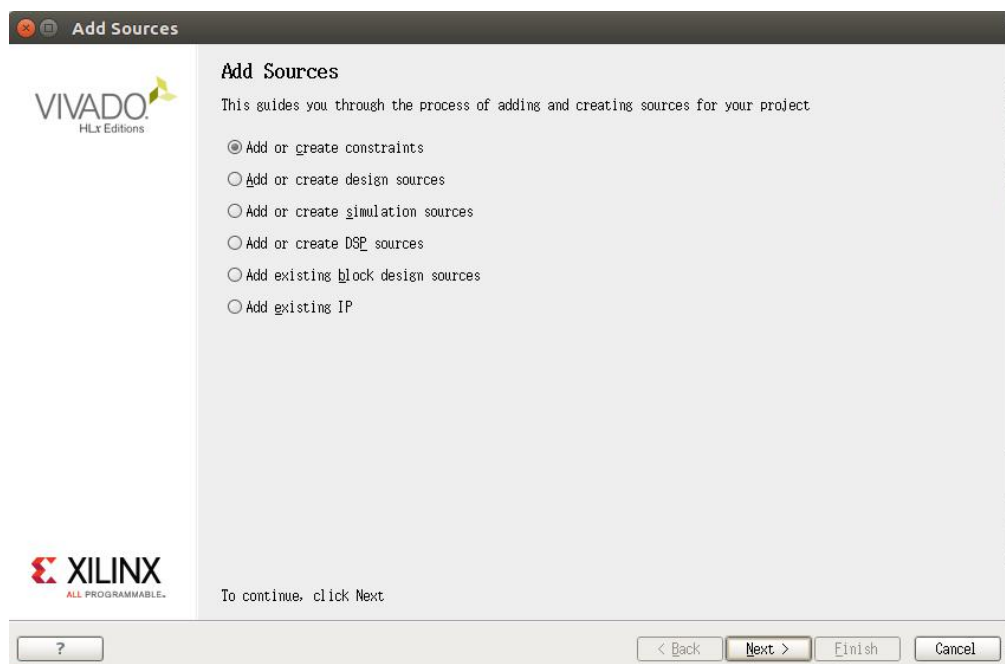 Add Sources
VIVADO.
HLx Editions
Add Sources
This guides you through the process of adding and creating sources for your project
Add or create constraints
Add or create design sources
Add or create simulation sources
Add or create DSP sources
Add existing block design sources
Add existing IP
XILINX
ALL PROGRAMMABLE.
To continue, click Next
?
< Back
Next >
Finish
Cancel